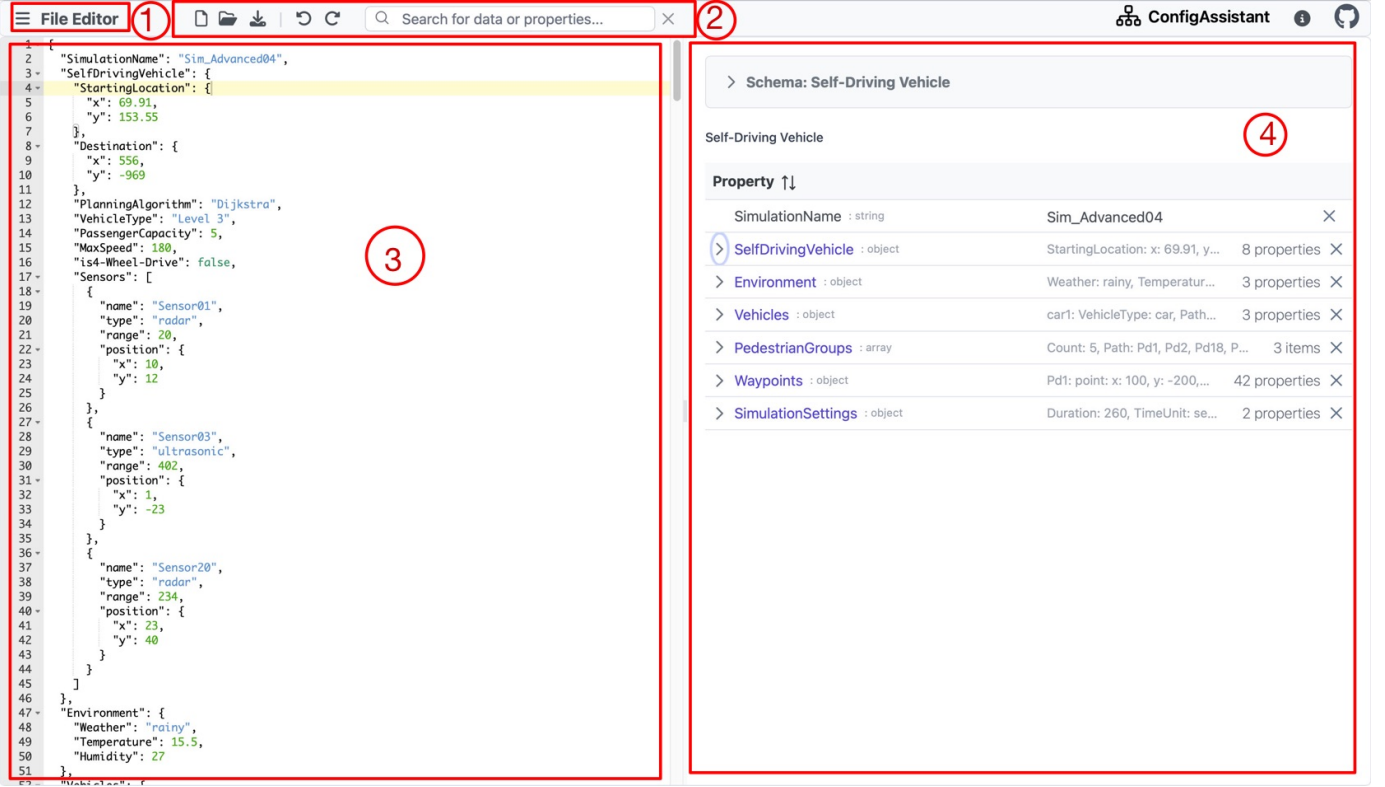 File Editor
1
Search for data or properties...
2
ConfigAssistant
1 {
2 "SimulationName": "Sim_Advanced04",
3 "SelfDrivingVehicle": {
4 "StartingLocation": {
5 "x": 69.91,
6 "y": 153.55
7 },
8 "Destination": {
9 "x": 556,
10 "y": -969
11 },
12 "PlanningAlgorithm": "Dijkstra",
13 "VehicleType": "Level 3",
14 "PassengerCapacity": 5,
15 "MaxSpeed": 180,
16 "is4-Wheel-Drive": false,
17 "Sensors": [
18 {
19 "name": "Sensor01",
20 "type": "radar",
21 "range": 20,
22 "position": {
23 "x": 10,
24 "y": 12
25 }
26 },
27 {
28 "name": "Sensor03",
29 "type": "ultrasonic",
30 "range": 402,
31 "position": {
32 "x": 1,
33 "y": -23
34 }
35 },
36 {
37 "name": "Sensor20",
38 "type": "radar",
39 "range": 234,
40 "position": {
41 "x": 23,
42 "y": 40
43 }
44 }
45 ]
46 },
47 "Environment": {
48 "Weather": "rainy",
49 "Temperature": 15.5,
50 "Humidity": 27
51 },
52 "Vehicles": {
3
Schema: Self-Driving Vehicle
4
Self-Driving Vehicle
Property
SimulationName : string Sim_Advanced04
SelfDrivingVehicle : object StartingLocation: x: 69.91, y... 8 properties
Environment : object Weather: rainy, Temperatur... 3 properties
Vehicles : object car1: VehicleType: car, Path... 3 properties
PedestrianGroups : array Count: 5, Path: Pd1, Pd2, Pd18, P... 3 items
Waypoints : object Pd1: point: x: 100, y: -200,... 42 properties
SimulationSettings : object Duration: 260, TimeUnit: se... 2 properties